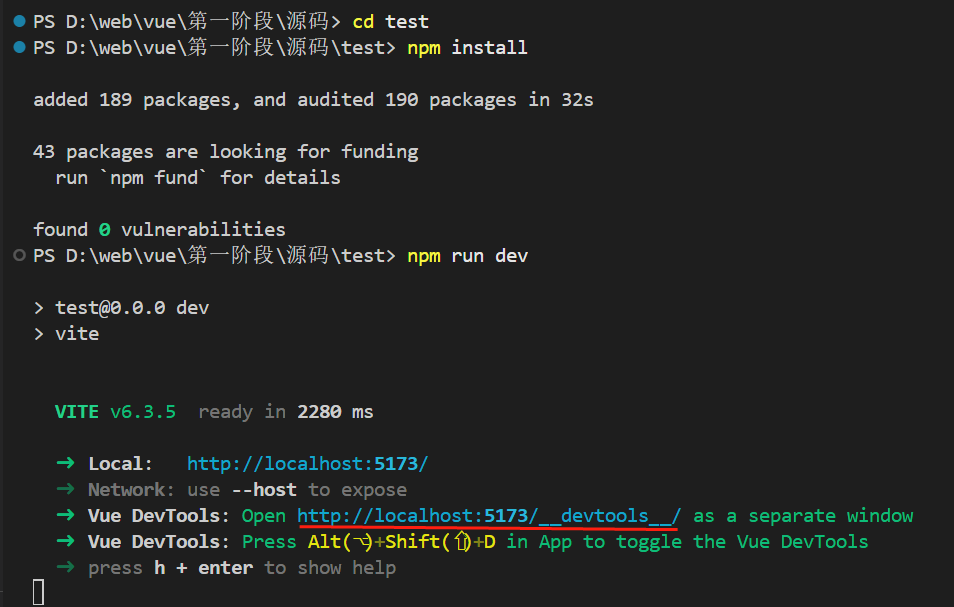 PS D:\web\vue\第一阶段\源码> cd test
PS D:\web\vue\第一阶段\源码\test> npm install
added 189 packages, and audited 190 packages in 32s
43 packages are looking for funding
run `npm fund` for details
found 0 vulnerabilities
PS D:\web\vue\第一阶段\源码\test> npm run dev
> test@0.0.0 dev
> vite
VITE v6.3.5 ready in 2280 ms
➜ Local: http://localhost:5173/
➜ Network: use --host to expose
➜ Vue DevTools: Open http://localhost:5173/__devtools__/ as a separate window
➜ Vue DevTools: Press Alt(⌥)+Shift(⇧)+D in App to toggle the Vue DevTools
➜ press h + enter to show help